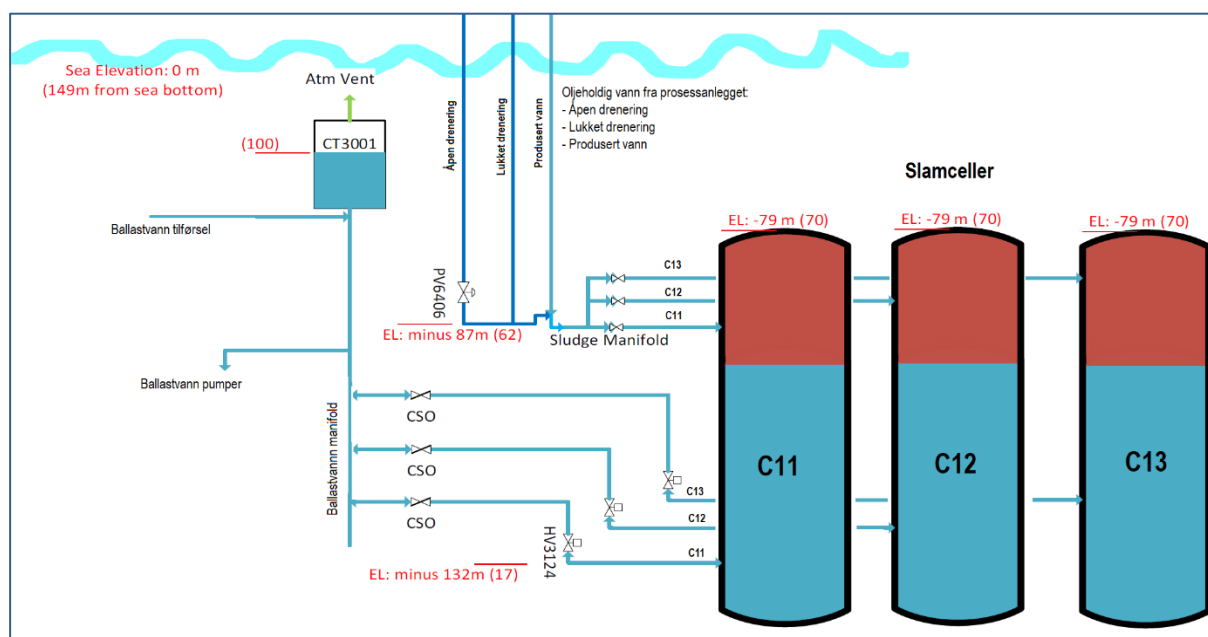 Sea Elevation: 0 m
(149m from sea bottom)
Atm Vent
(100)
CT3001
Ballastvann tilførsel
Ballastvann pumper
Ballastvannn manifold
Åpen drenering
Lukket drenering
Produsert vann
Oljeholdig vann fra prosessanlegget:
- Åpen drenering
- Lukket drenering
- Produsert vann
PV6406
EL: minus 87m (62)
Sludge Manifold
C13
C12
C11
Slamceller
EL: -79 m (70)
EL: -79 m (70)
EL: -79 m (70)
CSO
CSO
CSO
C13
C12
C11
HV3124
EL: minus 132m (17)
C11
C12
C13